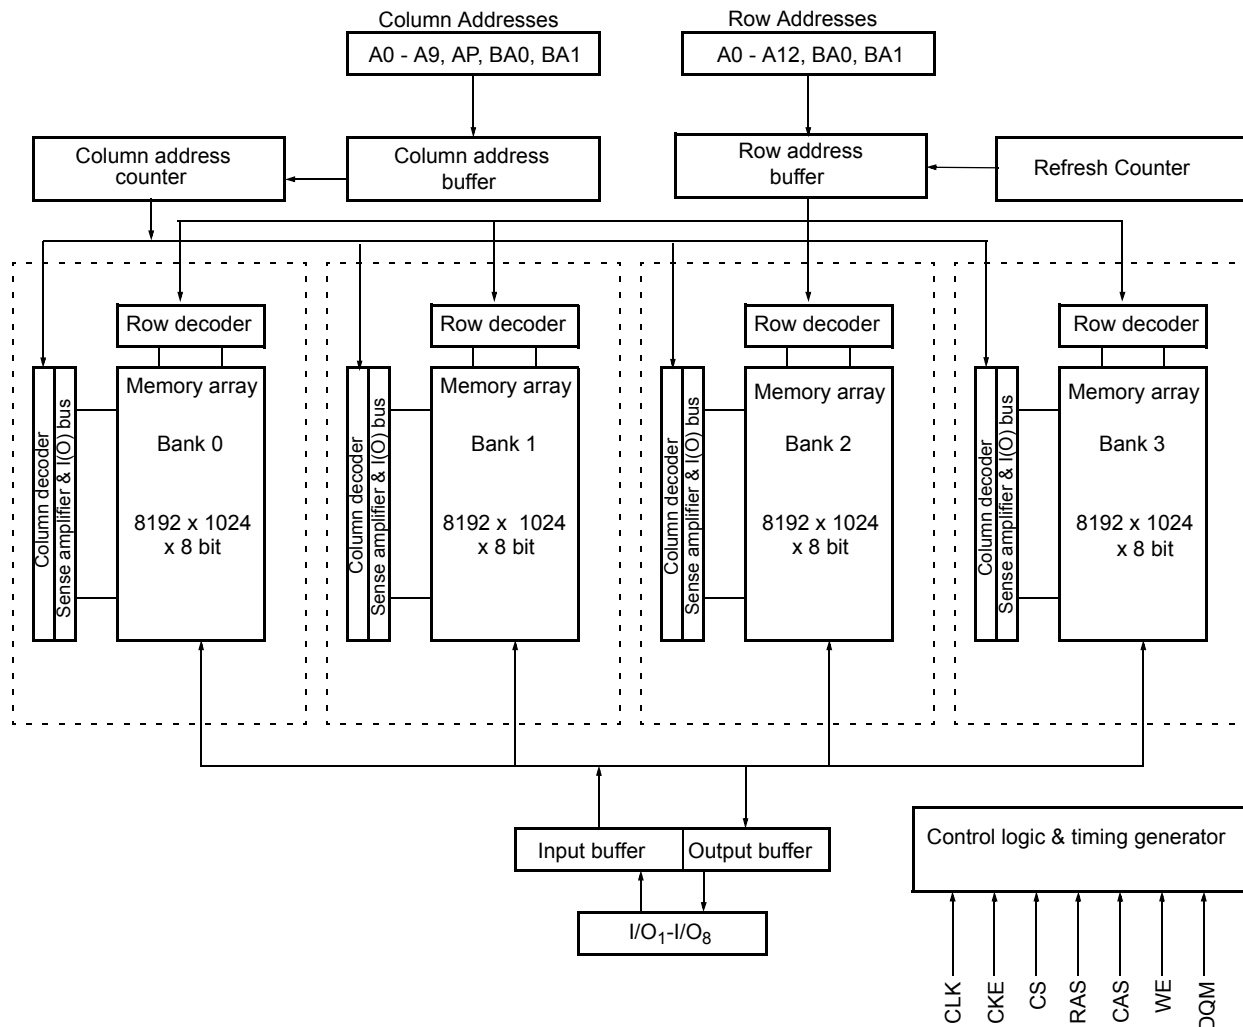 Column Addresses
Row Addresses
A0 - A9, AP, BA0, BA1
A0 - A12, BA0, BA1
Column address
counter
Column address
buffer
Row address
buffer
Refresh Counter
Row decoder
Row decoder
Row decoder
Row decoder
Column decoder
Sense amplifier & I(O) bus
Memory array
Bank 0
8192 x 1024
x 8 bit
Column decoder
Sense amplifier & I(O) bus
Memory array
Bank 1
8192 x 1024
x 8 bit
Column decoder
Sense amplifier & I(O) bus
Memory array
Bank 2
8192 x 1024
x 8 bit
Column decoder
Sense amplifier & I(O) bus
Memory array
Bank 3
8192 x 1024
x 8 bit
Input buffer
Output buffer
I/O1-I/O8
Control logic & timing generator
CLK
CKE
CS
RAS
CAS
WE
DQM